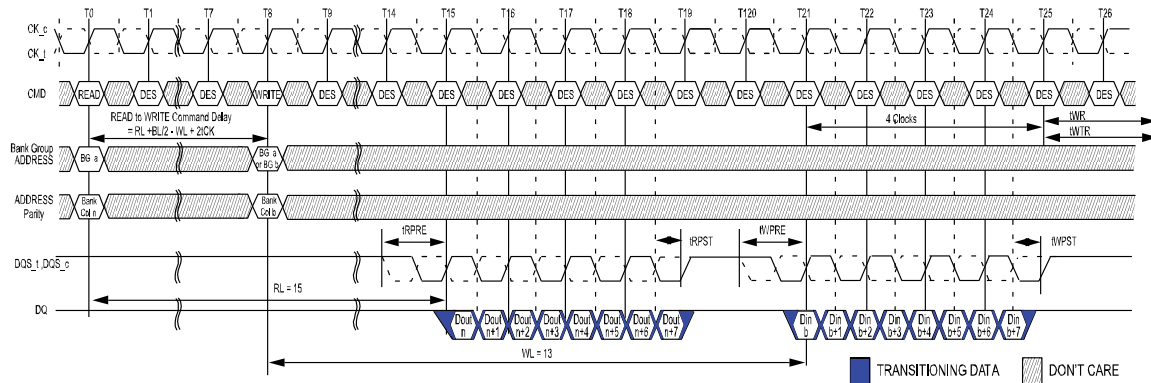 T0 T1 T7 T8 T9 T14 T15 T16 T17 T18 T19 T120 T121 T22 T23 T24 T25 T26
CK_c
CK_t
CMD READ DES DES WRITE DES DES DES DES DES DES DES DES DES DES DES DES DES DES
READ to WRITE Command Delay
= RL +BL/2 - WL + 2tCK
4 Clocks
tWR
tWTR
Bank Group
ADDRESS
BG a
BG a
or BG b
ADDRESS
Parity
Bank
Col n
Bank
Col b
tRPRE tRPST tWPRE tWPST
DQS_t ,DQS_c
RL = 15
DQ
Dout Dout Dout Dout Dout Dout Dout Dout
n n+1 n+2 n+3 n+4 n+5 n+6 n+7
Din Din Din Din Din Din Din Din
b b+1 b+2 b+3 b+4 b+5 b+6 b+7
WL = 13
TRANSITIONING DATA DON'T CARE